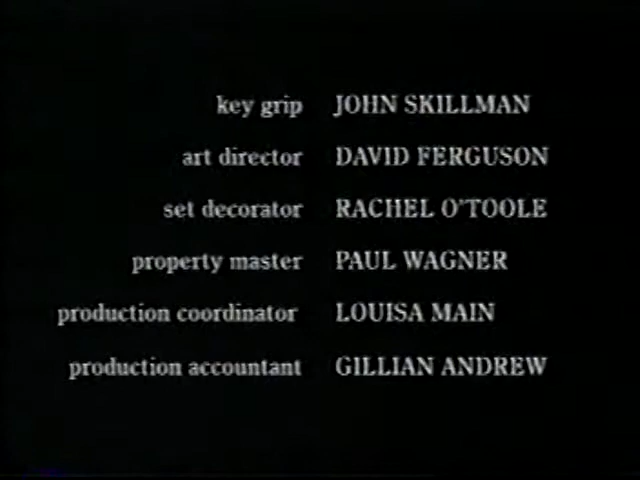 key grip JOHN SKILLMAN
art director DAVID FERGUSON
set decorator RACHEL O'TOOLE
property master PAUL WAGNER
production coordinator LOUISA MAIN
production accountant GILLIAN ANDREW